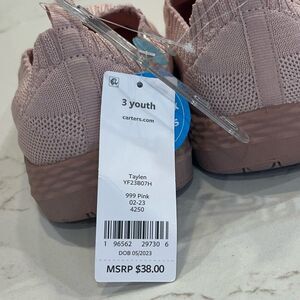 3 youth
carters.com
Taylen
YF23B07H
999 Pink
02-23
4250
1 96562 29730 6
DOB 05/2023
MSRP $38.00